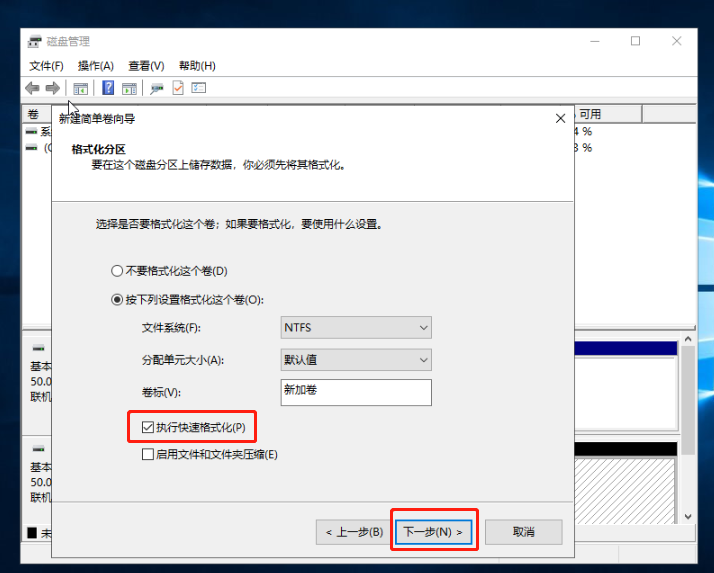 磁盘管理
文件(F) 操作(A) 查看(V) 帮助(H)
卷
可用
系
4 %
(C
3 %
新建简单卷向导
格式化分区
要在这个磁盘分区上储存数据，你必须先将其格式化。
选择是否要格式化这个卷；如果要格式化，要使用什么设置。
不要格式化这个卷(D)
按下列设置格式化这个卷(O):
文件系统(F): NTFS
分配单元大小(A): 默认值
卷标(V): 新加卷
执行快速格式化(P)
启用文件和文件夹压缩(E)
基本
50.0
联机
基本
50.0
联机
未
< 上一步(B) 下一步(N) > 取消